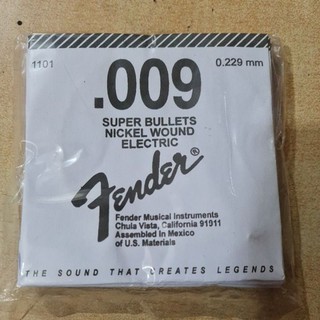 1101 .009 0.229 mm
SUPER BULLETS
NICKEL WOUND
ELECTRIC
Fender®
Fender Musical Instruments
Chula Vista, California 91911
Assembled In Mexico
of U.S. Materials
THE SOUND THAT CREATES LEGENDS